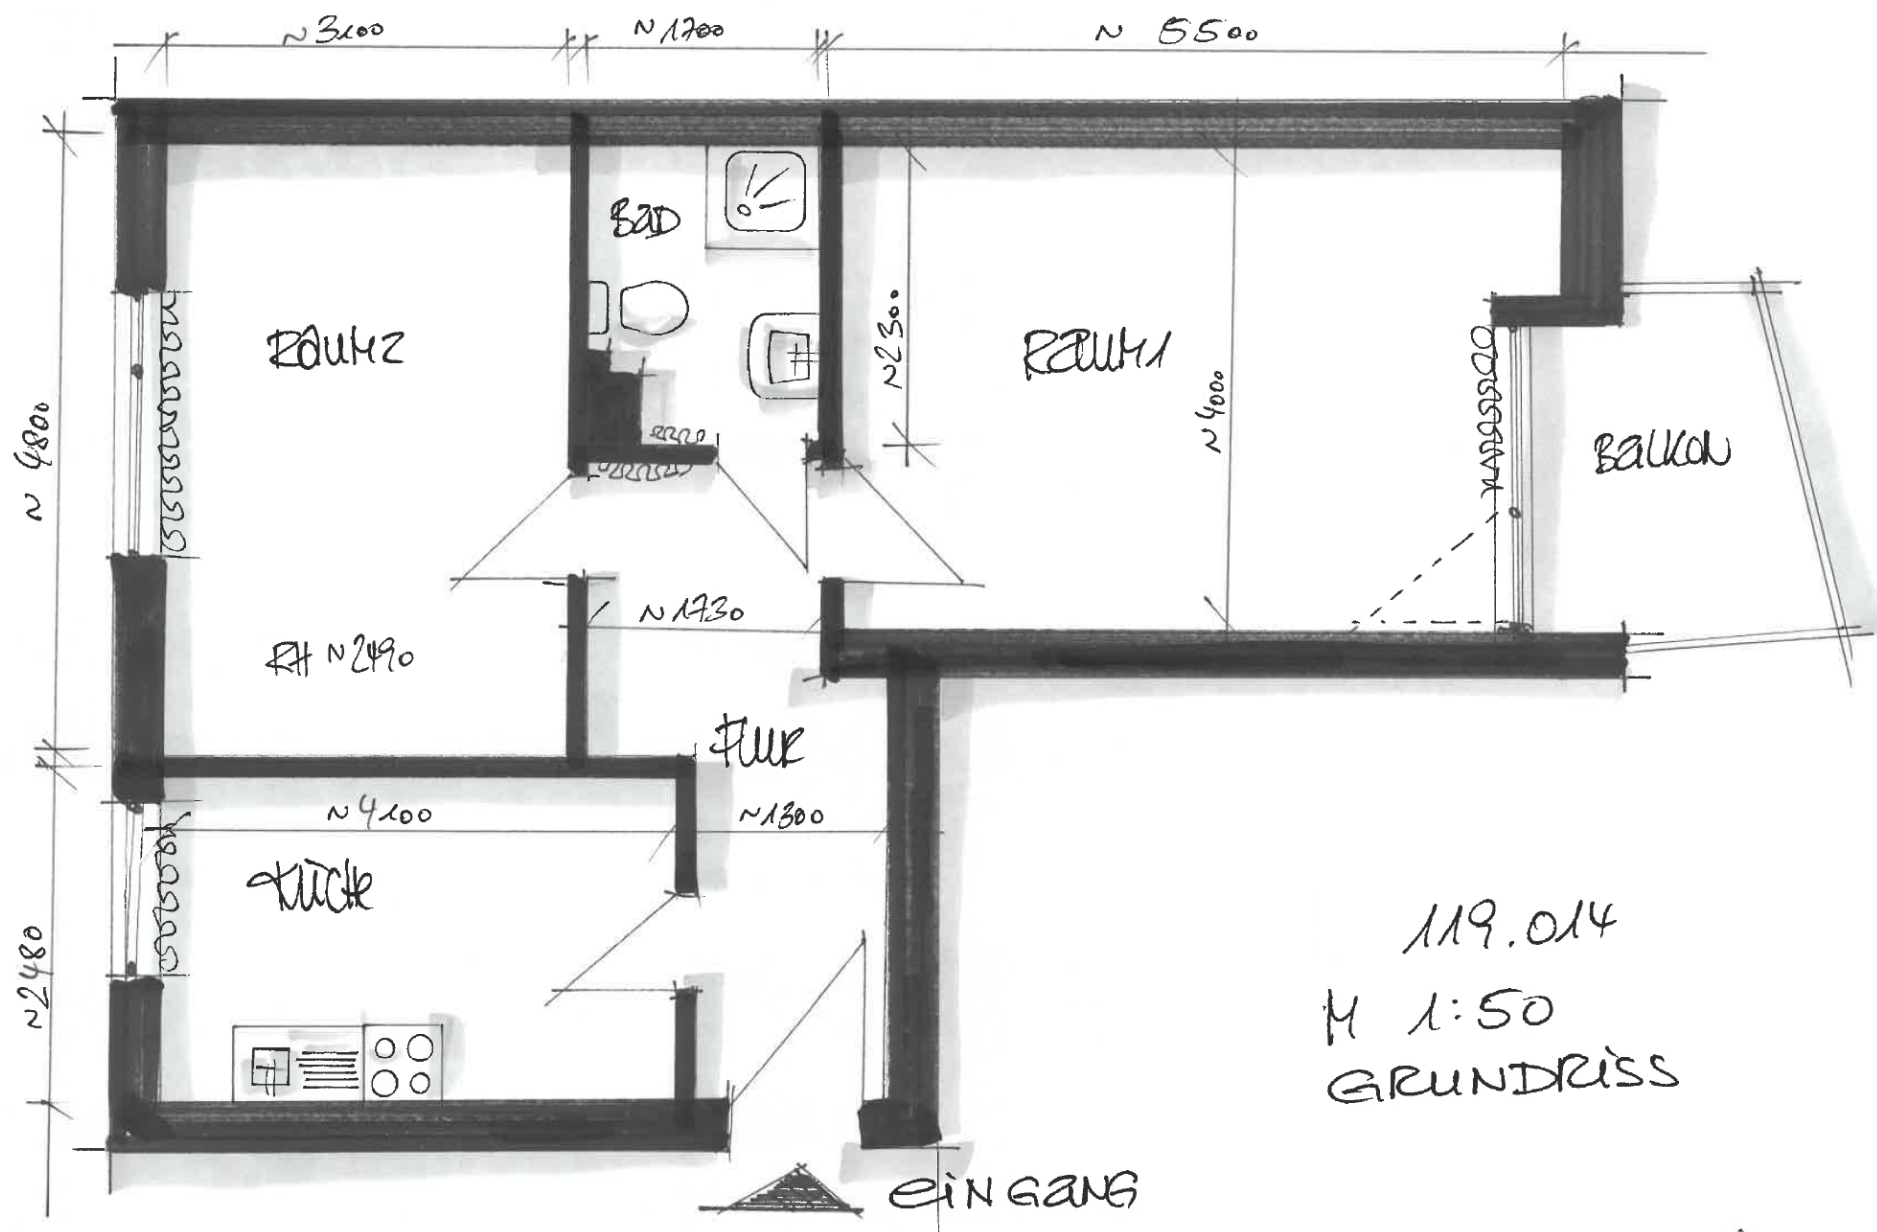 ~3100
~1700
~ 5500
BAD
~2300
RAUM2
RAUM1
~4000
~ 4800
BALKON
~1730
RH ~2490
FLUR
~4100
~1300
KÜCHE
~2480
119.014
M 1:50
GRUNDRISS
EINGANG